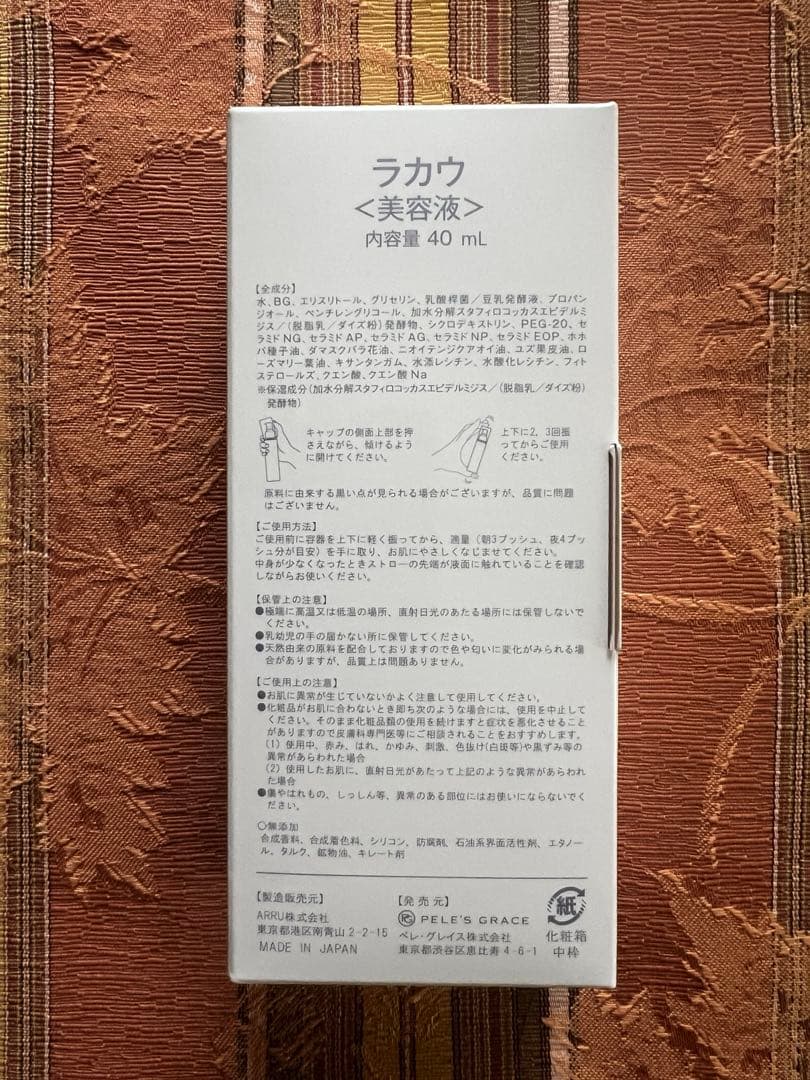 ラカウ
<美容液>
内容量 40 mL
【全成分】
水、BG、エリスリトール、グリセリン、乳酸桿菌/豆乳発酵液、プロパン
ジオール、ペンチレングリコール、加水分解スタフィロコッカスエピデルミ
ジス/(脱脂乳/ダイズ粉)発酵物、シクロデキストリン、PEG-20、セ
ラミド NG、セラミド AP、セラミド AG、セラミド NP、セラミド EOP、ホホ
バ種子油、ダマスクバラ花油、ニオイテンジクアオイ油、ユズ果皮油、ロ
ーズマリー葉油、キサンタンガム、水添レシチン、水酸化レシチン、フィト
ステロールズ、クエン酸、クエン酸 Na
※保湿成分(加水分解スタフィロコッカスエピデルミジス/(脱脂乳/ダイズ粉)
発酵物)
キャップの側面上部を押
さえながら、傾けるよう
に開けてください。
上下に2、3回振
ってからご使用
ください。
原料に由来する黒い点が見られる場合がございますが、品質に問題
はございません。
【ご使用方法】
ご使用前に容器を上下に軽く振ってから、適量(朝3プッシュ、夜4プッ
シュ分が目安)を手に取り、お肌にやさしくなじませてください。
中身が少なくなったときストローの先端が液面に触れていることを確認
しながらお使いください。
【保管上の注意】
●極端に高温又は低温の場所、直射日光のあたる場所には保管しないで
ください。
●乳幼児の手の届かない所に保管してください。
●天然由来の原料を配合しておりますので色や匂いに変化がみられる場
合がありますが、品質上は問題ありません。
【ご使用上の注意】
●お肌に異常が生じていないかよく注意して使用してください。
●化粧品がお肌に合わないとき即ち次のような場合には、使用を中止して
ください。そのまま化粧品類の使用を続けますと症状を悪化させること
がありますので皮膚科専門医等にご相談されることをおすすめします。
(1)使用中、赤み、はれ、かゆみ、刺激、色抜け(白斑等)や黒ずみ等の
異常があらわれた場合
(2)使用したお肌に、直射日光があたって上記のような異常があらわれ
た場合
●傷やはれもの、しっしん等、異常のある部位にはお使いにならないでく
ださい。
○無添加
合成香料、合成着色料、シリコン、防腐剤、石油系界面活性剤、エタノー
ル、タルク、鉱物油、キレート剤
【製造販売元】
ARRU株式会社
東京都港区南青山 2-2-15
MADE IN JAPAN
【発 売 元】
PG PELE'S GRACE
ペレ・グレイス株式会社
東京都渋谷区恵比寿 4-6-1
紙
化粧箱
中枠